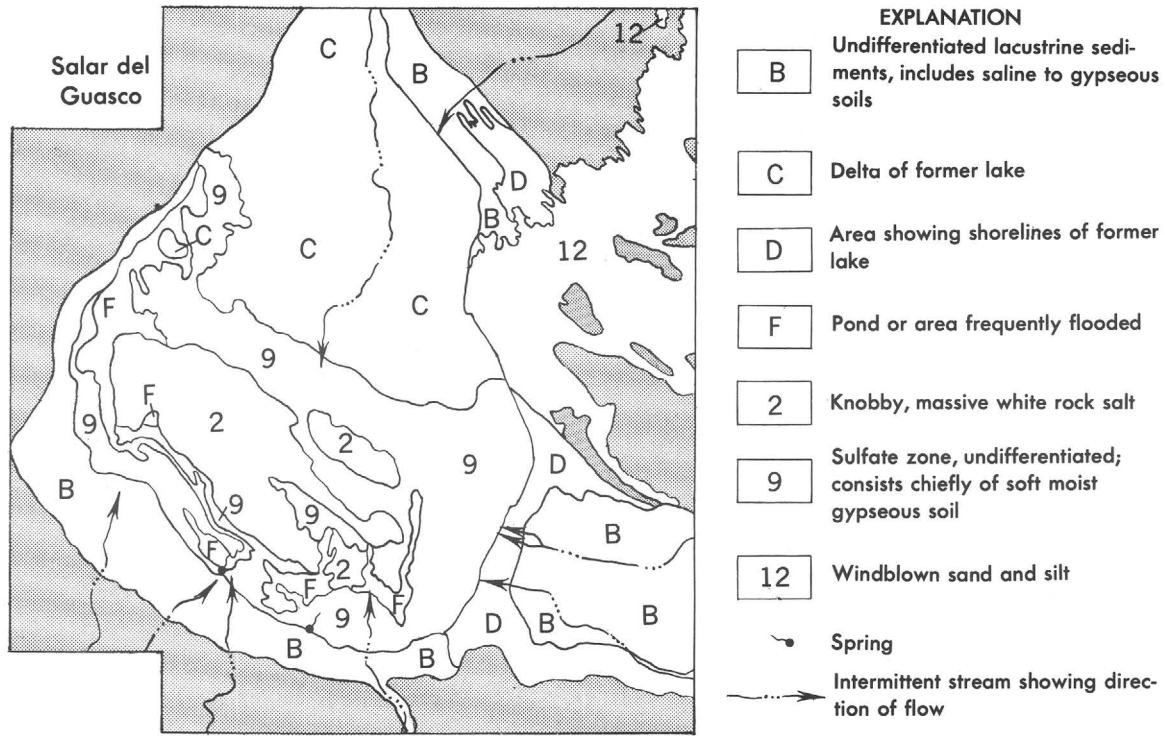 Salar del
Guasco
C
B
12
9
D
C
B
C
12
F
C
9
F
2
9
2
9
D
B
9
9
B
F
2
F
F
9
B
D
B
B
B
EXPLANATION
B
Undifferentiated lacustrine sedi-
ments, includes saline to gypseous
soils
C
Delta of former lake
D
Area showing shorelines of former
lake
F
Pond or area frequently flooded
2
Knobby, massive white rock salt
9
Sulfate zone, undifferentiated;
consists chiefly of soft moist
gypseous soil
12
Windblown sand and silt
Spring
Intermittent stream showing direc-
tion of flow